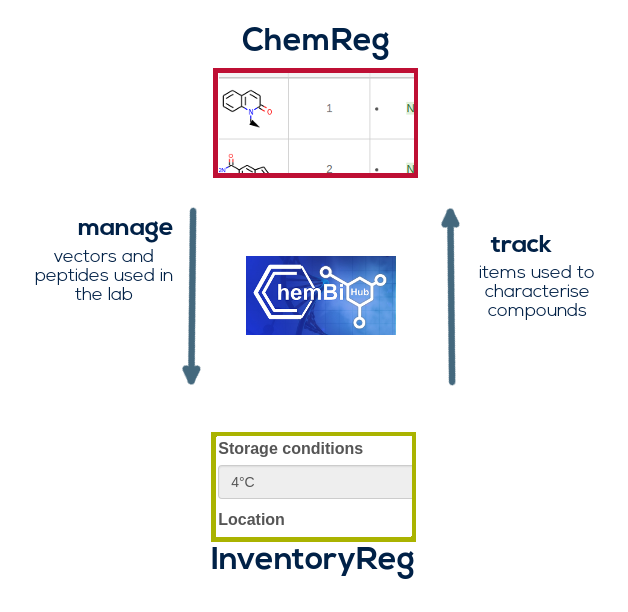 ChemReg
N
O
1
•
N
O
2N
2
•
N
manage
vectors and
peptides used in
the lab
track
items used to
characterise
compounds
hemBi Hub
Storage conditions
4°C
Location
InventoryReg